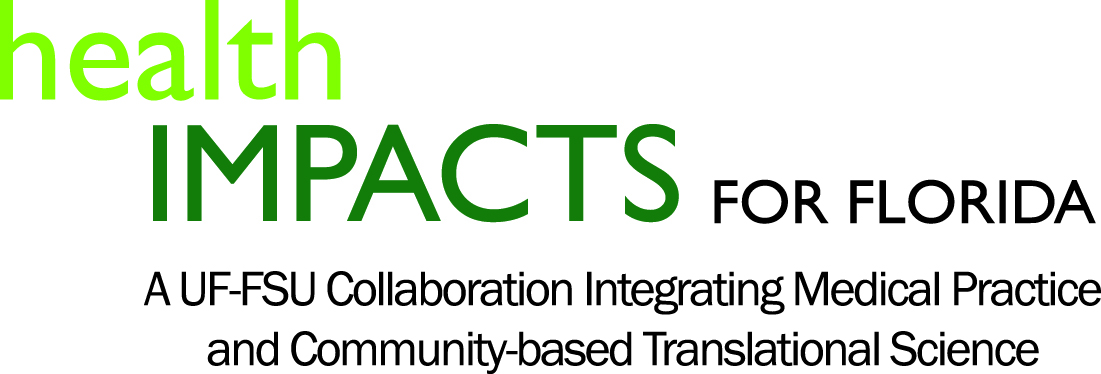 health
IMPACTS FOR FLORIDA
A UF-FSU Collaboration Integrating Medical Practice
and Community-based Translational Science